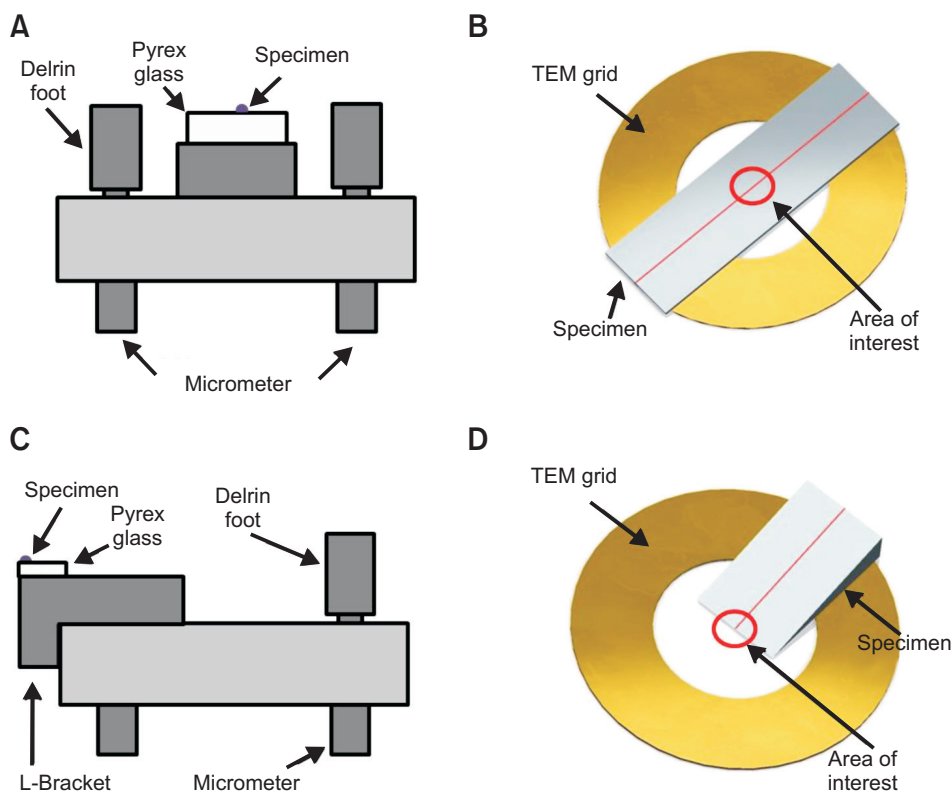 A
Delrin
foot
Pyrex
glass
Specimen
Micrometer
B
TEM grid
Specimen
Area of
interest
C
Specimen
Pyrex
glass
Delrin
foot
L-Bracket
Micrometer
D
TEM grid
Specimen
Area of
interest